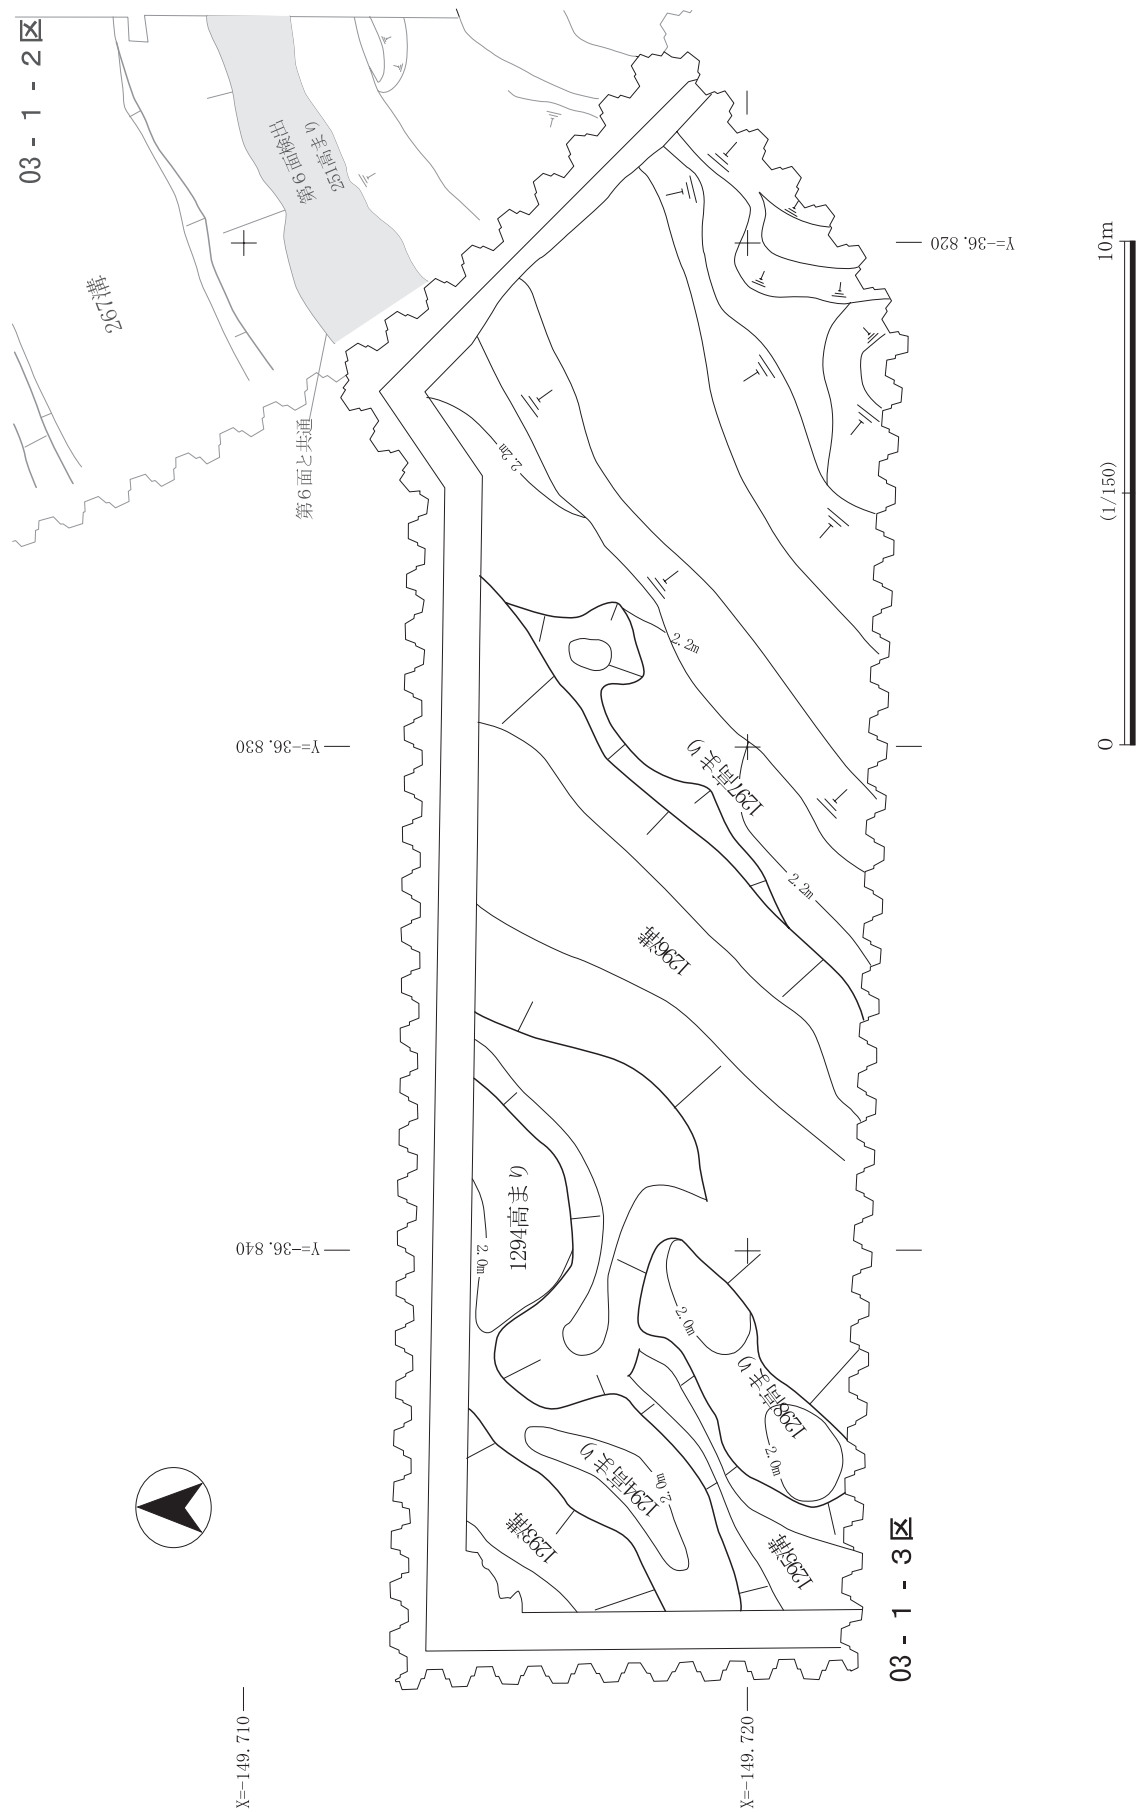 03 - 1 - 2区
第６面検出
251高まり
267溝
Y=-36.820
10m
第６面と共通
2.2m
(1/150)
2.2m
Y=-36.830
1297高まり
0
2.2m
1296溝
1294高まり
2.0m
Y=-36.840
2.0m
1298高まり
2.0m
1294高まり
2.0m
1293溝
1295溝
03 - 1 - 3区
X=-149.710
X=-149.720